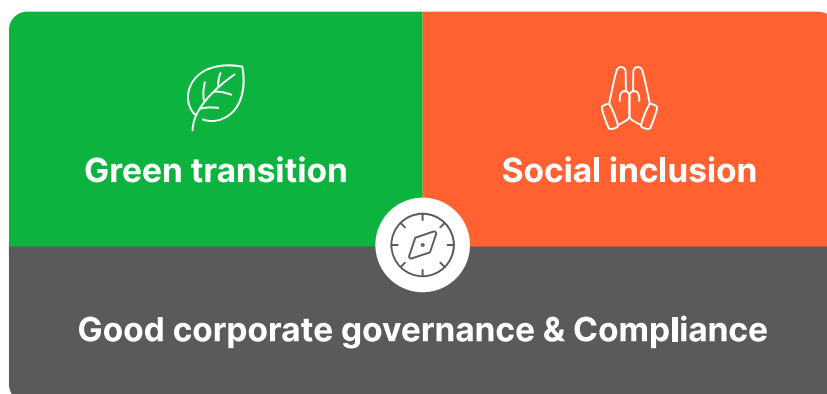 Green transition
Social inclusion
Good corporate governance & Compliance